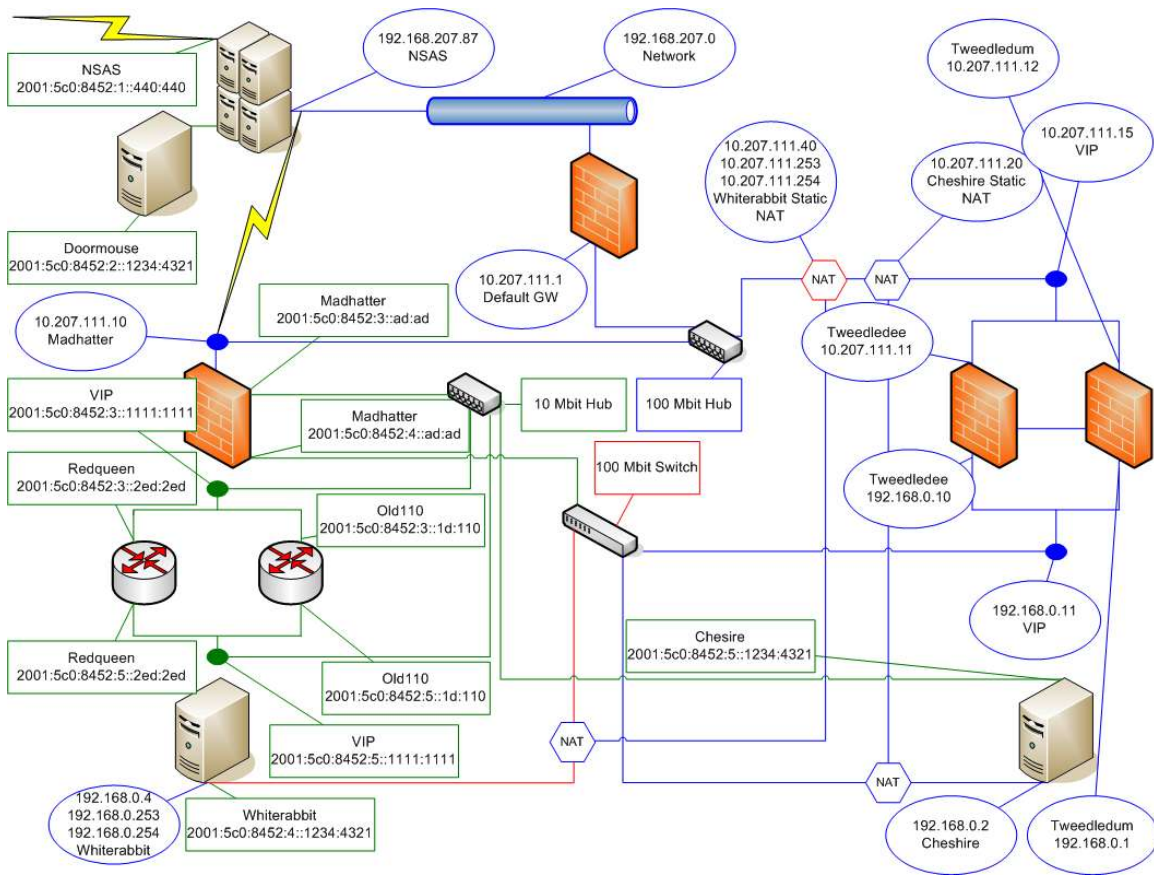 NSAS
2001:5c0:8452:1::440:440
192.168.207.87
NSAS
192.168.207.0
Network
Tweedledum
10.207.111.12
10.207.111.40
10.207.111.253
10.207.111.254
Whiterabbit Static
NAT
10.207.111.20
Cheshire Static
NAT
10.207.111.15
VIP
Doormouse
2001:5c0:8452:2::1234:4321
10.207.111.1
Default GW
NAT
NAT
10.207.111.10
Madhatter
Madhatter
2001:5c0:8452:3::ad:ad
Tweedledee
10.207.111.11
VIP
2001:5c0:8452:3::1111:1111
10 Mbit Hub
100 Mbit Hub
Madhatter
2001:5c0:8452:4::ad:ad
Redqueen
2001:5c0:8452:3::2ed:2ed
100 Mbit Switch
Tweedledee
192.168.0.10
Old110
2001:5c0:8452:3::1d:110
192.168.0.11
VIP
Redqueen
2001:5c0:8452:5::2ed:2ed
Old110
2001:5c0:8452:5::1d:110
Chesire
2001:5c0:8452:5::1234:4321
VIP
2001:5c0:8452:5::1111:1111
NAT
NAT
192.168.0.4
192.168.0.253
192.168.0.254
Whiterabbit
Whiterabbit
2001:5c0:8452:4::1234:4321
192.168.0.2
Cheshire
Tweedledum
192.168.0.1